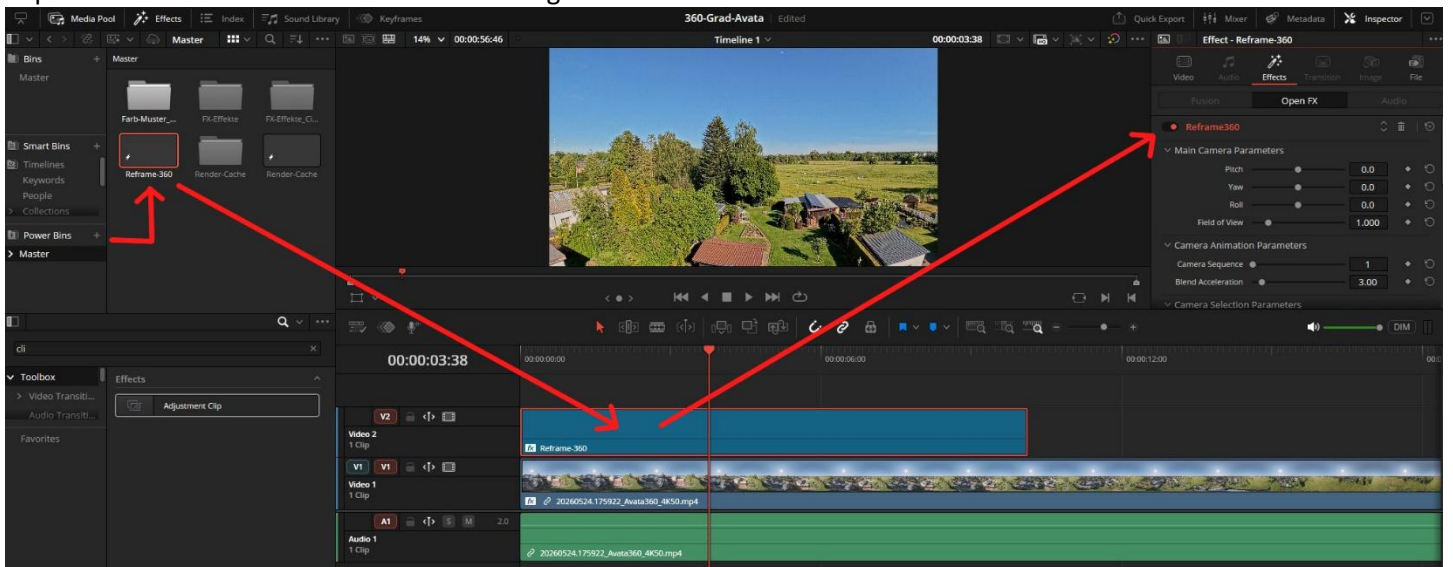 Media Pool Effects Index Sound Library Keyframes 360-Grad-Avata Edited Quick Export Mixer Metadata Inspector
Master 14% 00:00:56:46 Timeline 1 00:00:03:38 Effect - Reframe-360
Bins Master
Master
Video Audio Effects Transition Image File
Farb-Muster_... FX-Effekte FX-Effekte_Ci...
Fusion Open FX Audio
Reframe360
Smart Bins
Main Camera Parameters
Timelines
Pitch 0.0
Keywords Reframe-360 Render-Cache Render-Cache
Yaw 0.0
People
Roll 0.0
Collections
Field of View 1.000
Power Bins
Camera Animation Parameters
Master
Camera Sequence 1
Blend Acceleration 3.00
Camera Selection Parameters
DIM
cli
00:00:03:38 00:00:00:00 00:00:06:00 00:00:12:00
Toolbox Effects
Video Transiti...
Adjustment Clip
Audio Transiti...
V2
Favorites
Video 2
1 Clip
Reframe-360
V1 V1
Video 1
1 Clip
20260524.175922_Avata360_4K50.mp4
A1 S M 2.0
Audio 1
1 Clip
20260524.175922_Avata360_4K50.mp4